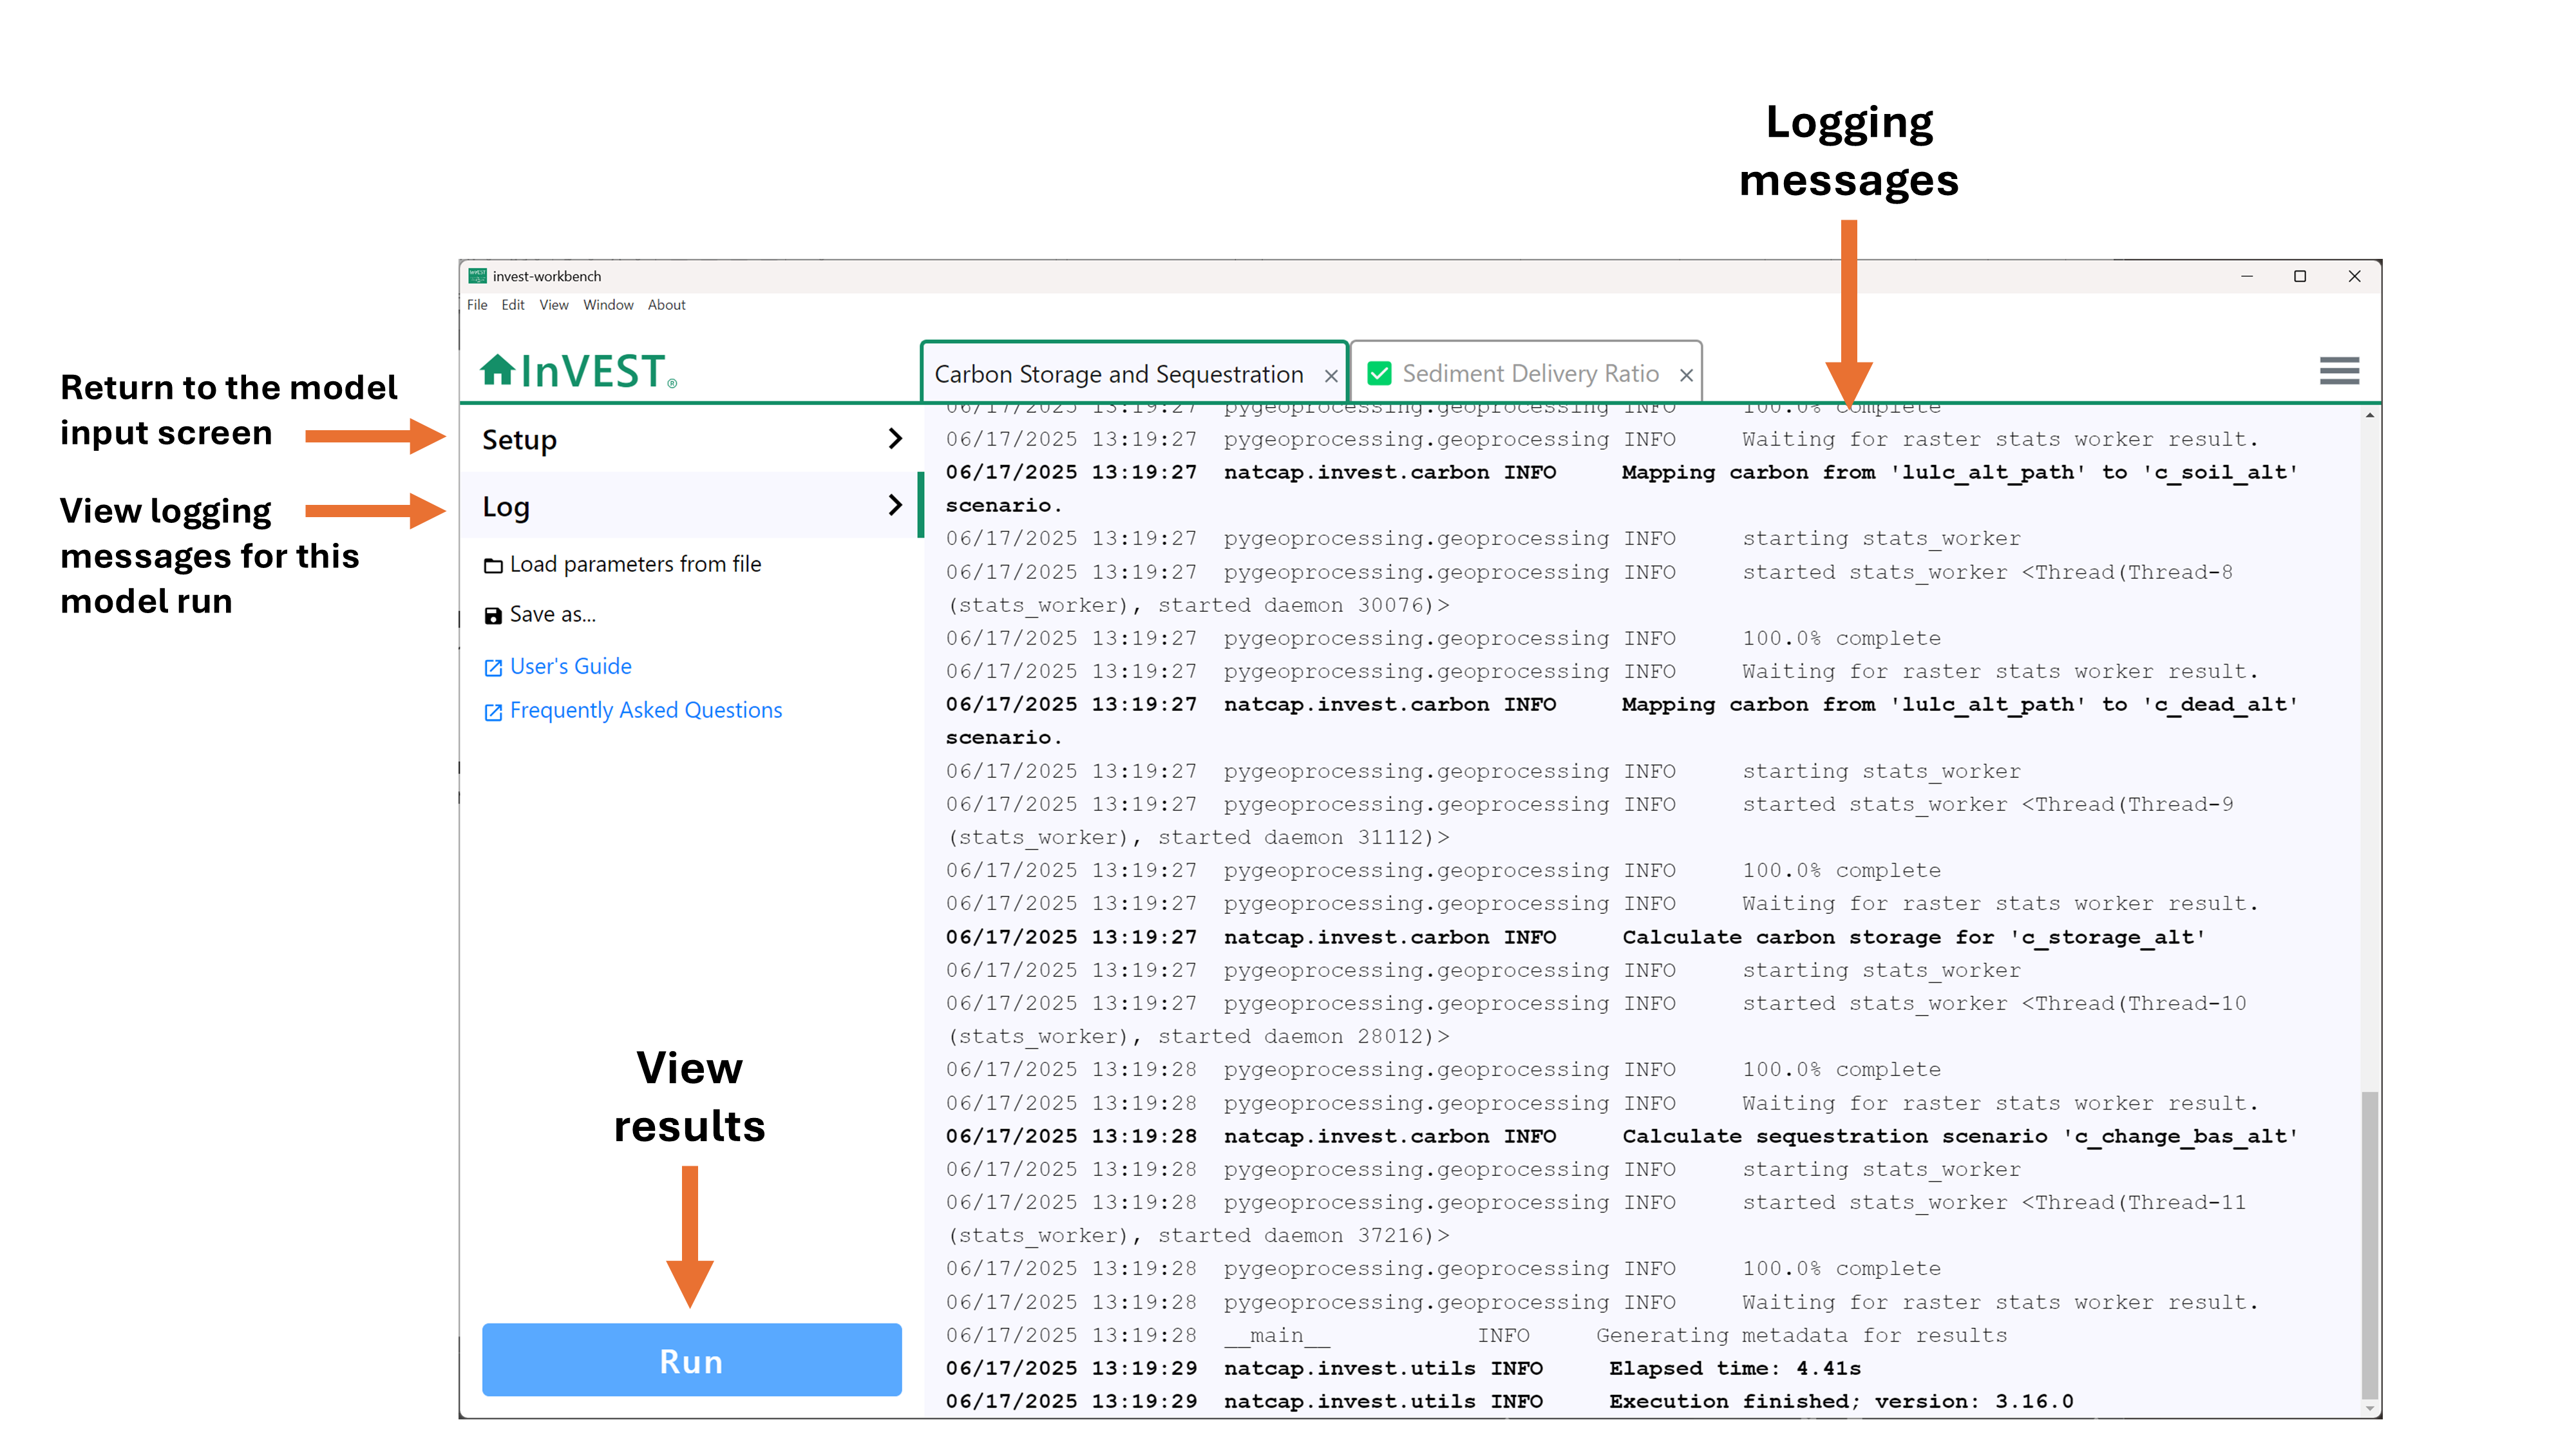 Logging
messages
invest-workbench
File Edit View Window About
InVEST®
Carbon Storage and Sequestration ×
Sediment Delivery Ratio ×
Return to the model
input screen
Setup
View logging
messages for this
model run
Log
Load parameters from file
Save as...
User's Guide
Frequently Asked Questions
View
results
Run
06/17/2025 13:19:27 pygeoprocessing.geoprocessing INFO 100.0% complete
06/17/2025 13:19:27 pygeoprocessing.geoprocessing INFO Waiting for raster stats worker result.
06/17/2025 13:19:27 natcap.invest.carbon INFO Mapping carbon from 'lulc_alt_path' to 'c_soil_alt'
scenario.
06/17/2025 13:19:27 pygeoprocessing.geoprocessing INFO starting stats_worker
06/17/2025 13:19:27 pygeoprocessing.geoprocessing INFO started stats_worker <Thread(Thread-8
(stats_worker), started daemon 30076)>
06/17/2025 13:19:27 pygeoprocessing.geoprocessing INFO 100.0% complete
06/17/2025 13:19:27 pygeoprocessing.geoprocessing INFO Waiting for raster stats worker result.
06/17/2025 13:19:27 natcap.invest.carbon INFO Mapping carbon from 'lulc_alt_path' to 'c_dead_alt'
scenario.
06/17/2025 13:19:27 pygeoprocessing.geoprocessing INFO starting stats_worker
06/17/2025 13:19:27 pygeoprocessing.geoprocessing INFO started stats_worker <Thread(Thread-9
(stats_worker), started daemon 31112)>
06/17/2025 13:19:27 pygeoprocessing.geoprocessing INFO 100.0% complete
06/17/2025 13:19:27 pygeoprocessing.geoprocessing INFO Waiting for raster stats worker result.
06/17/2025 13:19:27 natcap.invest.carbon INFO Calculate carbon storage for 'c_storage_alt'
06/17/2025 13:19:27 pygeoprocessing.geoprocessing INFO starting stats_worker
06/17/2025 13:19:27 pygeoprocessing.geoprocessing INFO started stats_worker <Thread(Thread-10
(stats_worker), started daemon 28012)>
06/17/2025 13:19:28 pygeoprocessing.geoprocessing INFO 100.0% complete
06/17/2025 13:19:28 pygeoprocessing.geoprocessing INFO Waiting for raster stats worker result.
06/17/2025 13:19:28 natcap.invest.carbon INFO Calculate sequestration scenario 'c_change_bas_alt'
06/17/2025 13:19:28 pygeoprocessing.geoprocessing INFO starting stats_worker
06/17/2025 13:19:28 pygeoprocessing.geoprocessing INFO started stats_worker <Thread(Thread-11
(stats_worker), started daemon 37216)>
06/17/2025 13:19:28 pygeoprocessing.geoprocessing INFO 100.0% complete
06/17/2025 13:19:28 pygeoprocessing.geoprocessing INFO Waiting for raster stats worker result.
06/17/2025 13:19:28 __main__ INFO Generating metadata for results
06/17/2025 13:19:29 natcap.invest.utils INFO Elapsed time: 4.41s
06/17/2025 13:19:29 natcap.invest.utils INFO Execution finished; version: 3.16.0